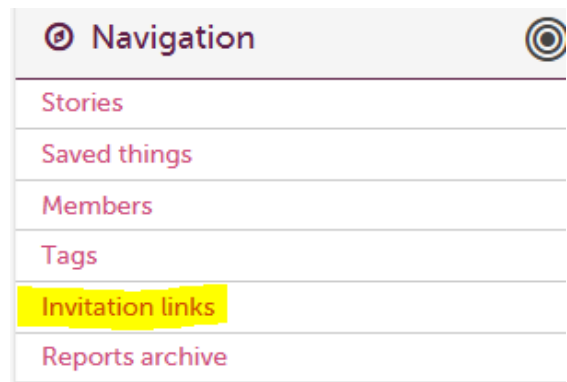 Navigation
Stories
Saved things
Members
Tags
Invitation links
Reports archive